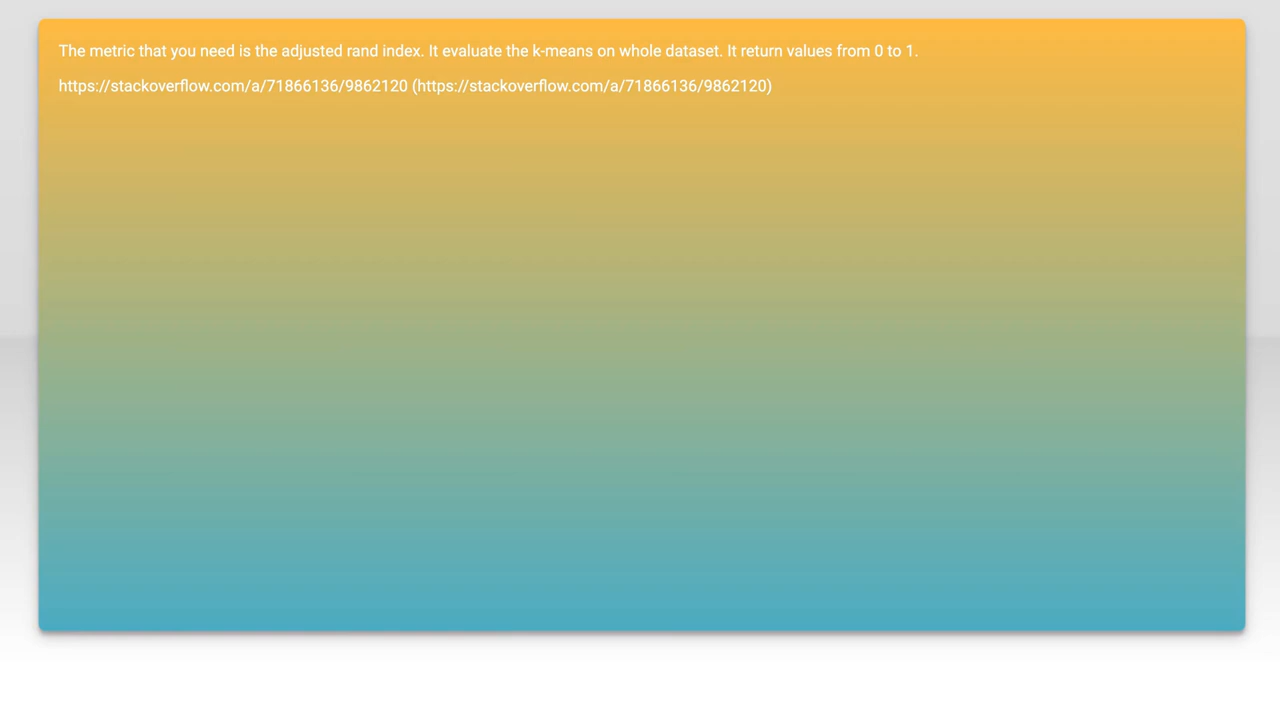 The metric that you need is the adjusted rand index. It evaluate the k-means on whole dataset. It return values from 0 to 1.
https://stackoverflow.com/a/71866136/9862120 (https://stackoverflow.com/a/71866136/9862120)